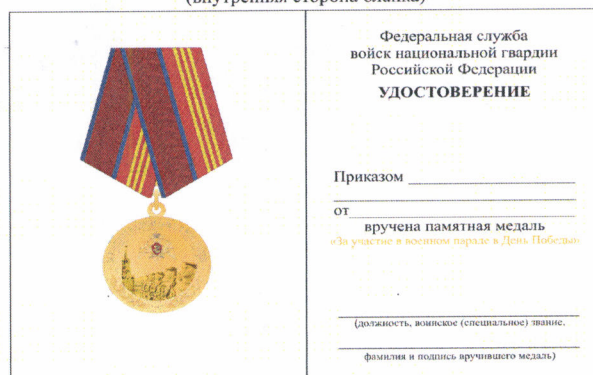 (внутренняя сторона бланка)
Федеральная служба
войск национальной гвардии
Российской Федерации
УДОСТОВЕРЕНИЕ
Приказом
от
вручена памятная медаль
«За участие в военном параде в День Победы»
(должность, воинское (специальное) звание,
фамилия и подпись вручившего медаль)